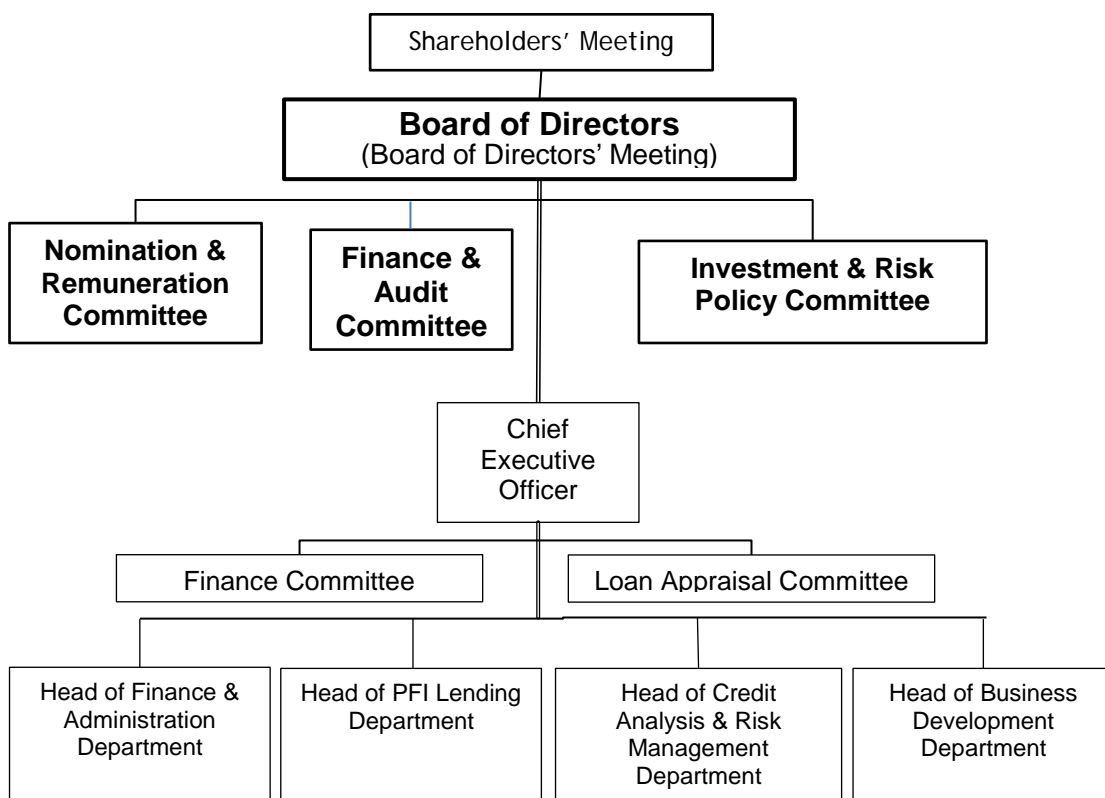 Shareholders' Meeting
Board of Directors
(Board of Directors' Meeting)
Nomination &
Remuneration
Committee
Finance &
Audit
Committee
Investment & Risk
Policy Committee
Chief
Executive
Officer
Finance Committee
Loan Appraisal Committee
Head of Finance &
Administration
Department
Head of PFI Lending
Department
Head of Credit
Analysis & Risk
Management
Department
Head of Business
Development
Department